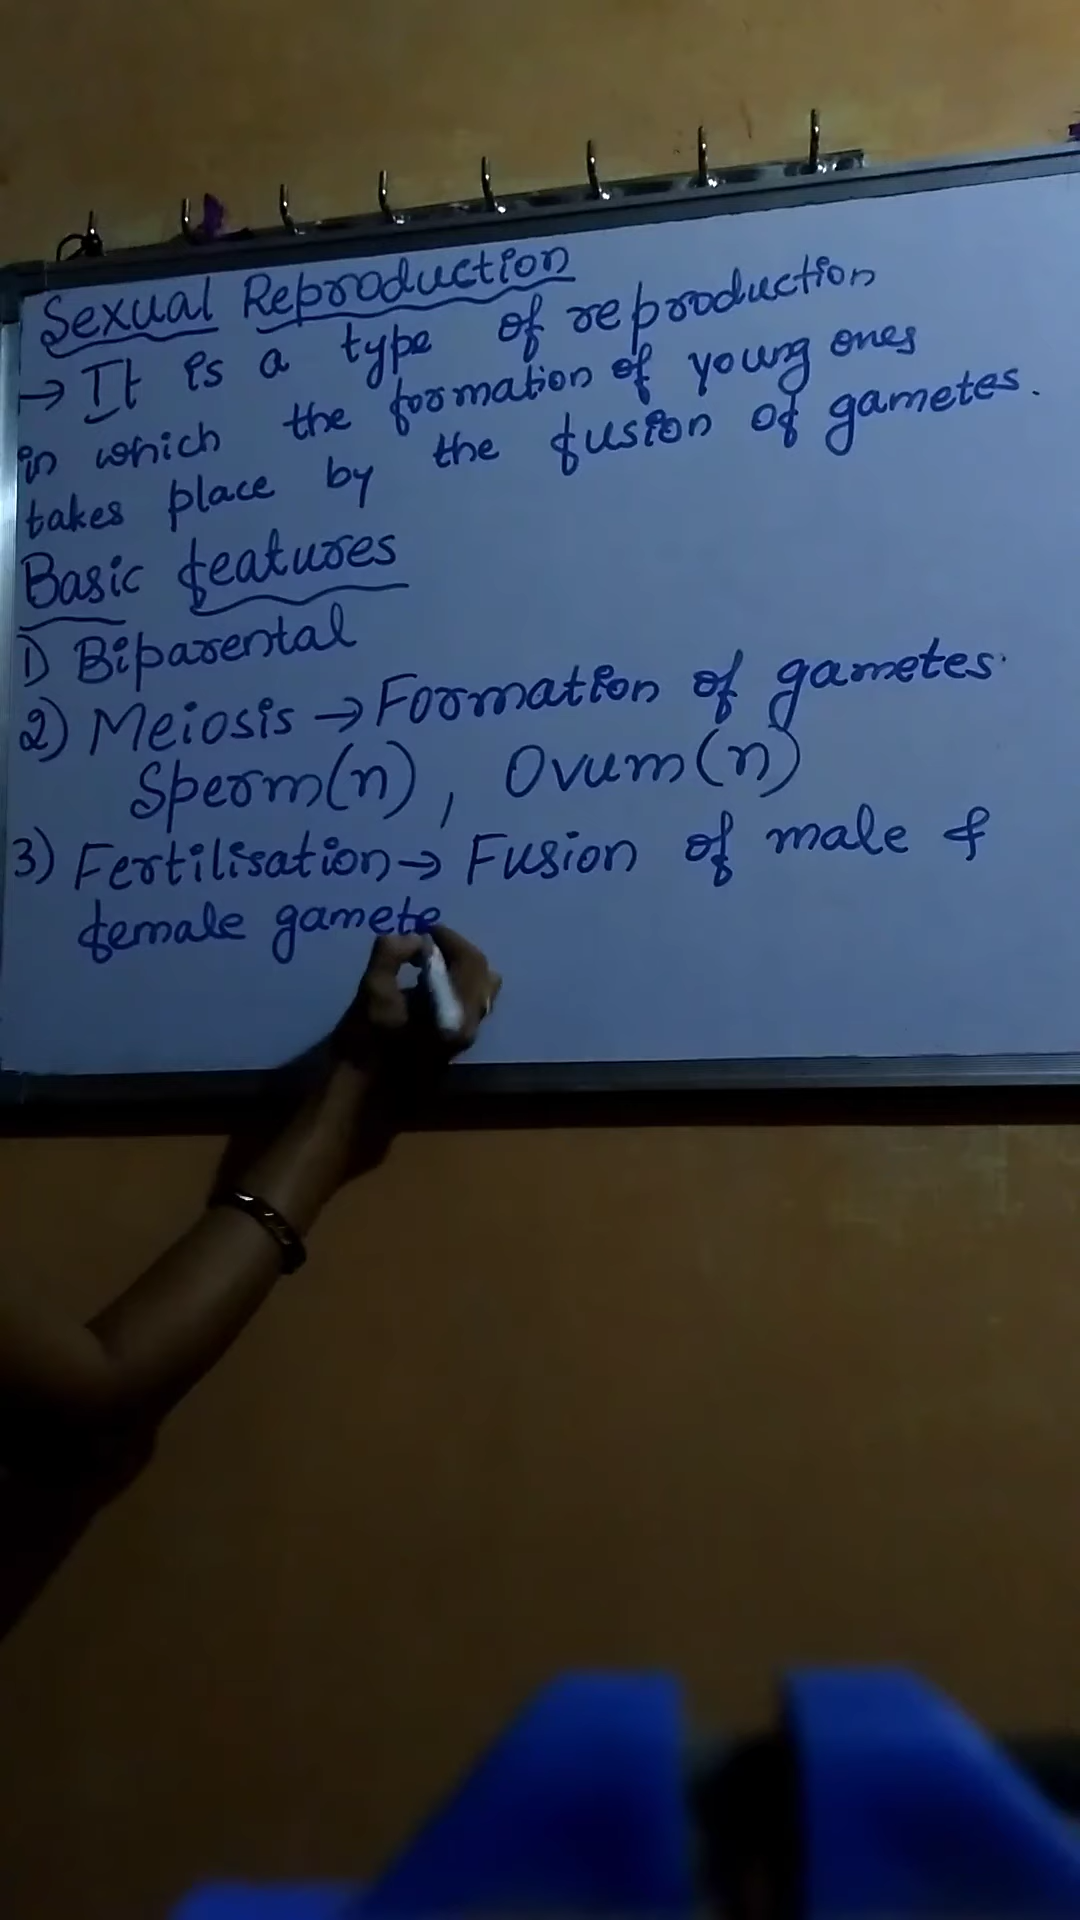 Sexual Reproduction
→ It is a type of reproduction
in which the formation of young ones
takes place by the fusion of gametes.
Basic features
1) Biparental
2) Meiosis → Formation of gametes
Sperm(n), Ovum(n)
3) Fertilisation → Fusion of male &
female gamete